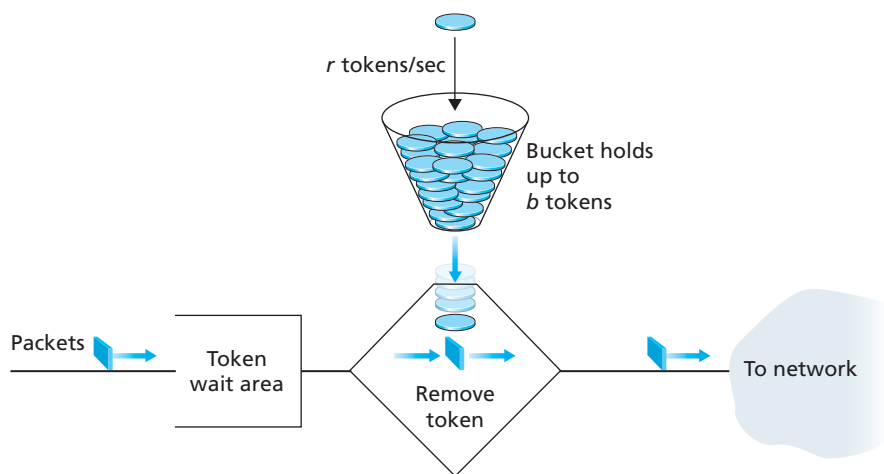 r tokens/sec
Bucket holds
up to
b tokens
Packets
Token
wait area
Remove
token
To network